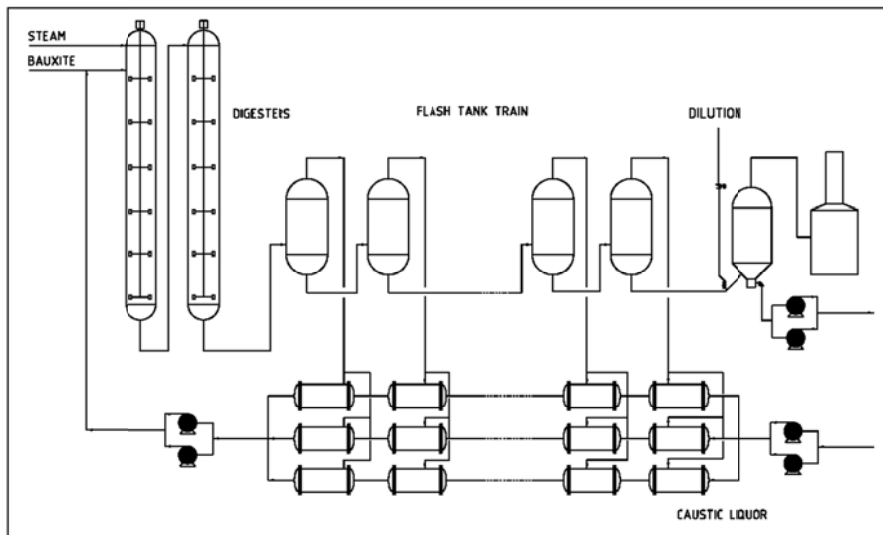 STEAM
BAUXITE
DIGESTERS
FLASH TANK TRAIN
DILUTION
CAUSTIC LIQUOR